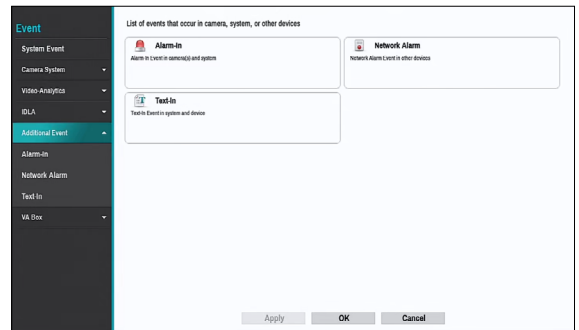 Event
System Event
Camera System
Video-Analytics
IDLA
Additional Event
Alarm-In
Network Alarm
Text-In
VA Box
List of events that occur in camera, system, or other devices
Alarm-In
Alarm-In Event in camera(s) and system
Network Alarm
Network Alarm Event in other devices
Text-In
Text-In Event in system and device
Apply
OK
Cancel